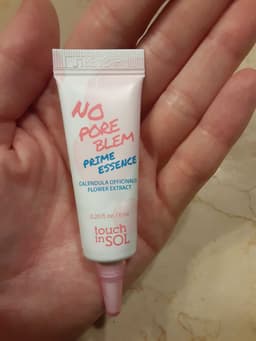 NO
PORE
BLEM
PRIME
ESSENCE
CALENDULA OFFICINALIS
FLOWER EXTRACT
touch
in SOL